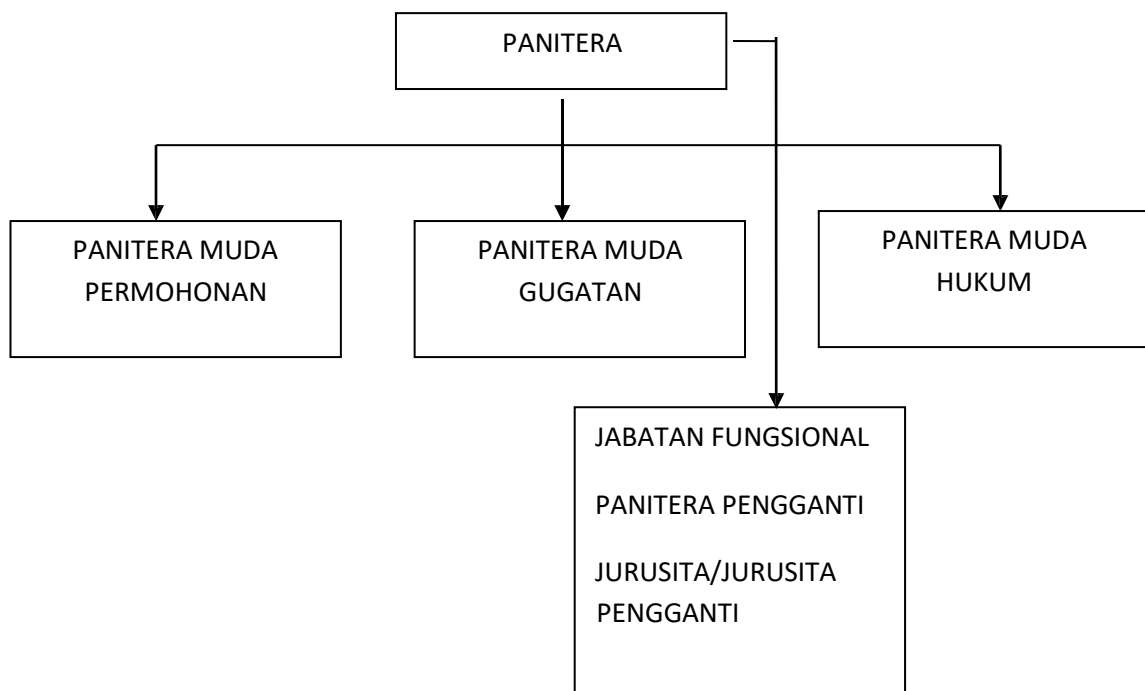 PANITERA
PANITERA MUDA
PERMOHONAN
PANITERA MUDA
GUGATAN
PANITERA MUDA
HUKUM
JABATAN FUNGSIONAL
PANITERA PENGGANTI
JURUSITA/JURUSITA
PENGGANTI